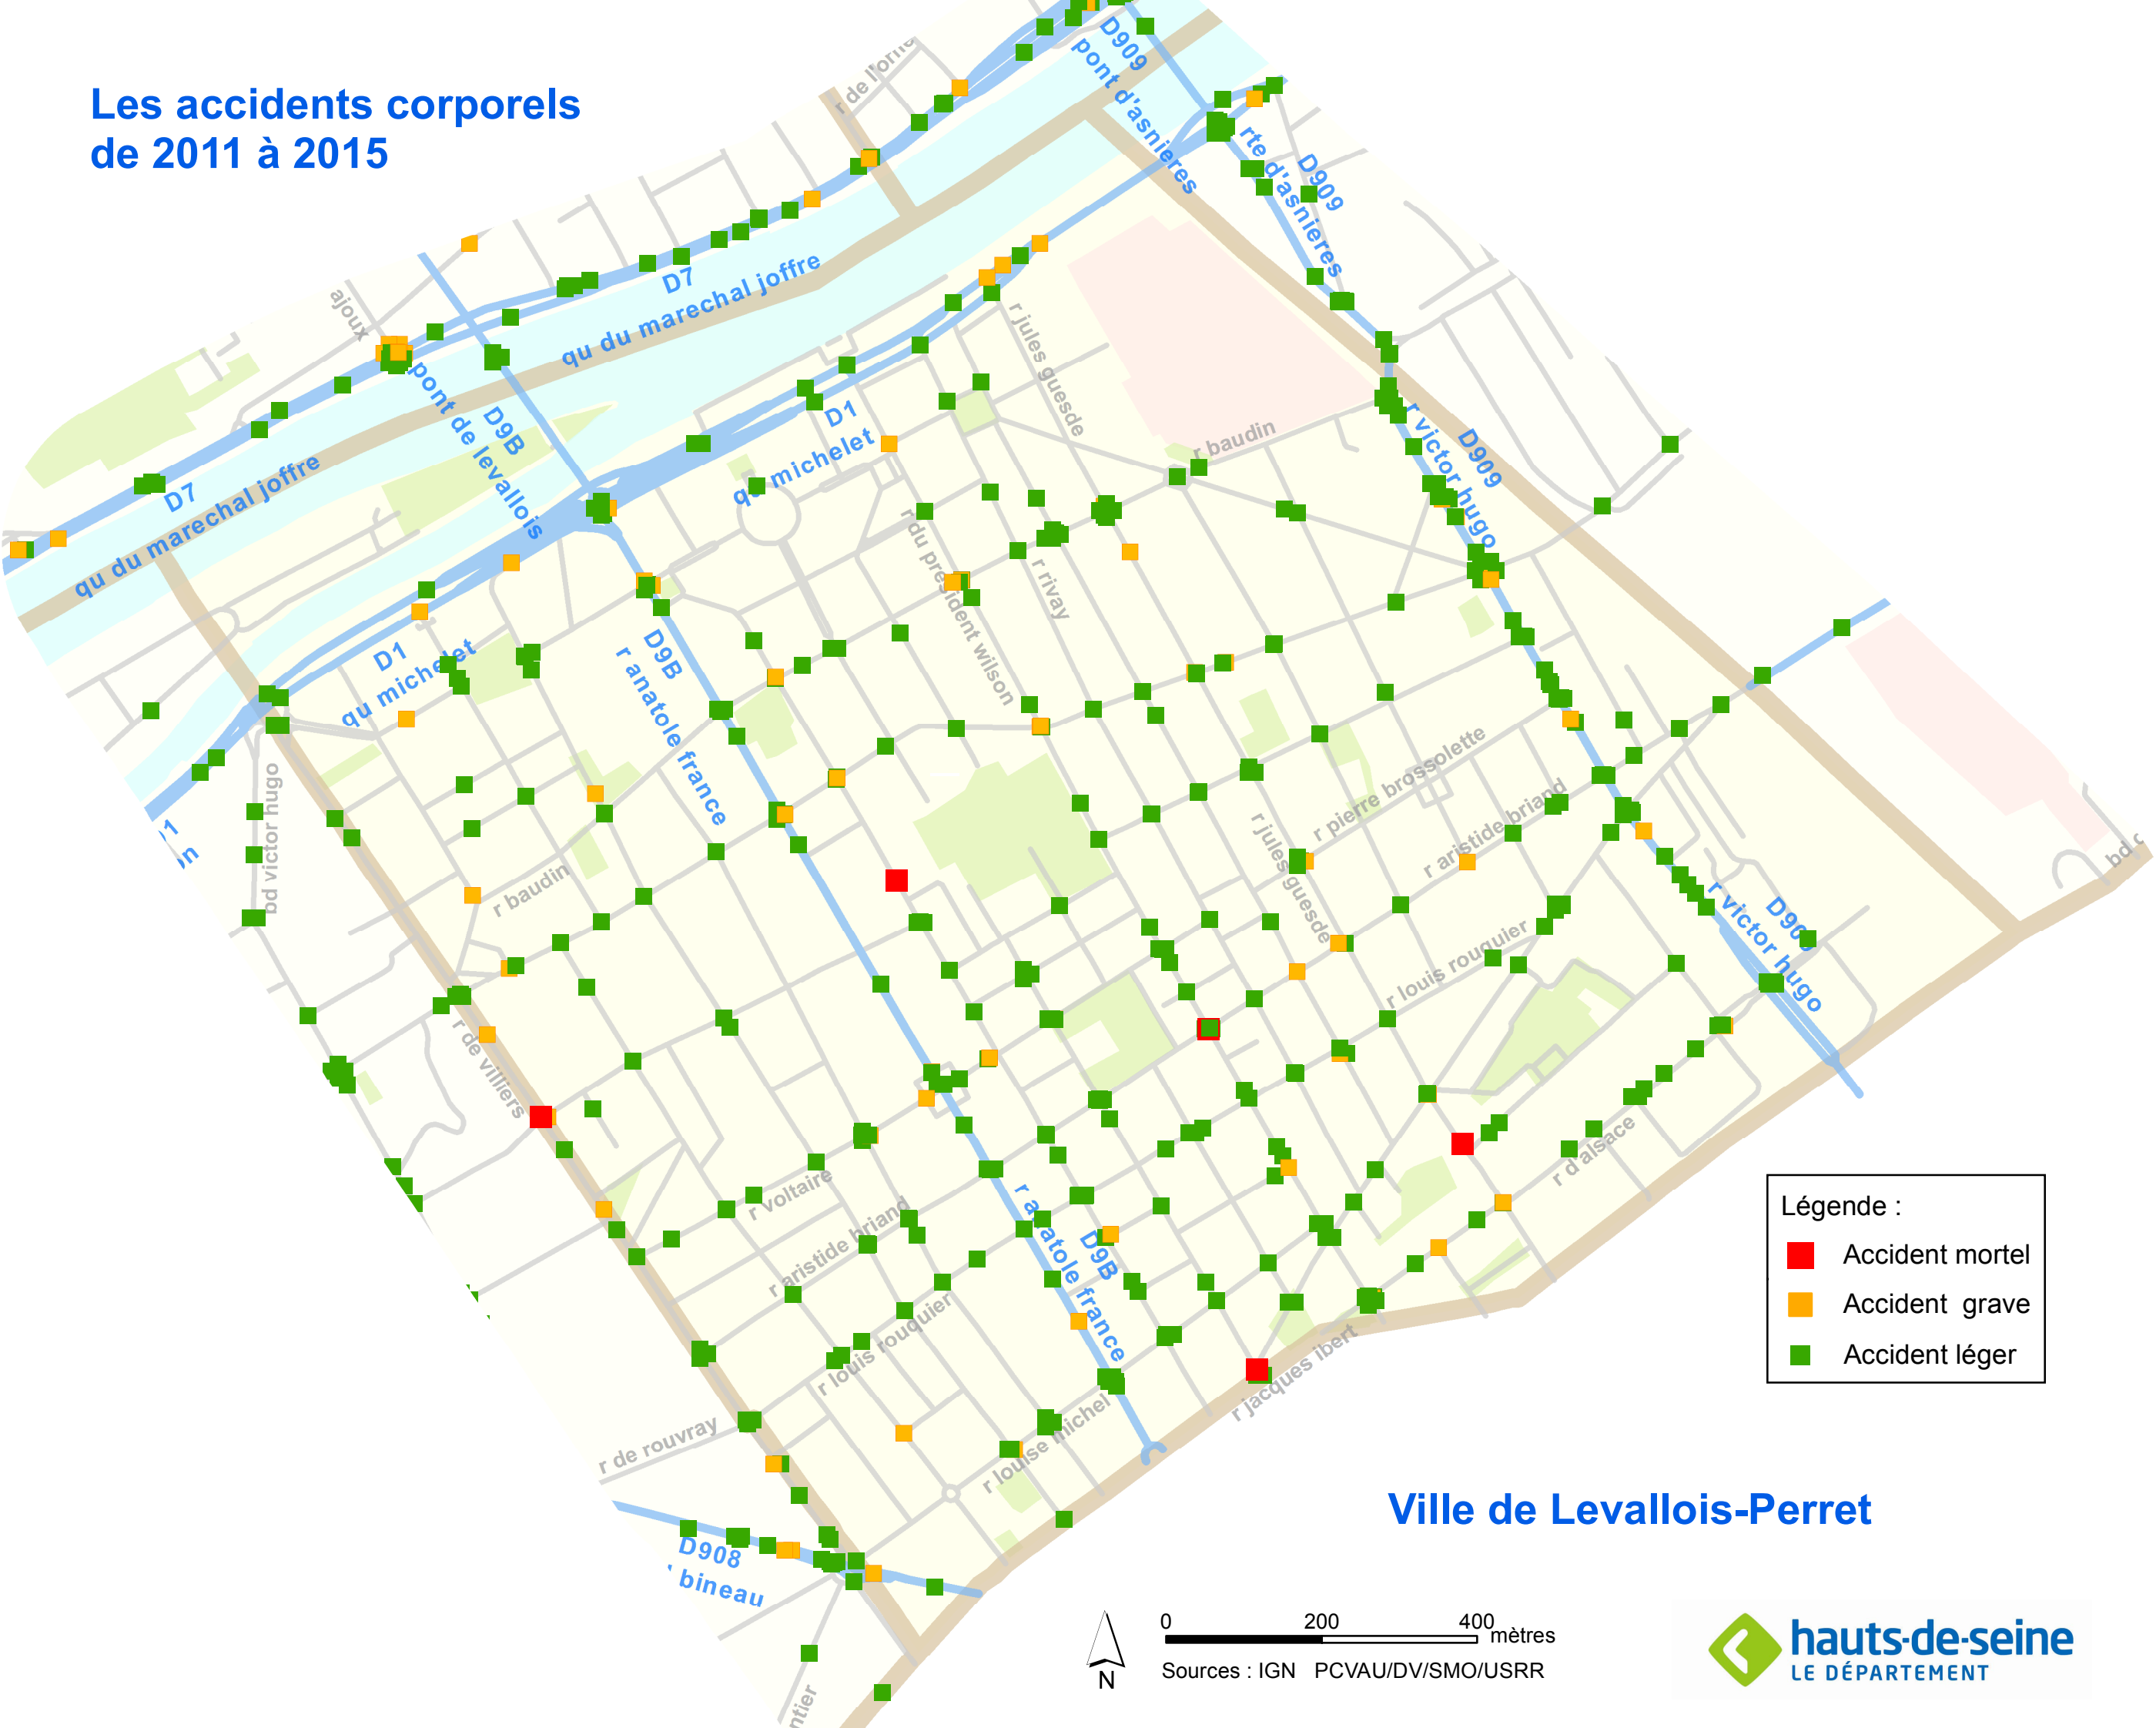 Les accidents corporels
de 2011 à 2015
r de l'orne
D909
pont d'asnieres
rte d'asnieres
D909
ajoux
D7
qu du marechal joffre
D9B
pont de levallois
D7
qu du marechal joffre
D1
qu michelet
r jules guesde
r baudin
r victor hugo
D909
r du president wilson
r rivay
D1
qu michelet
D9B
r anatole france
bd victor hugo
r baudin
r pierre brossolette
r aristide briand
r jules guesde
r louis rouquier
r victor hugo
D909
r de villiers
r voltaire
r aristide briand
r louis rouquier
r anatole france
D9B
r d'alsace
r jacques ibert
r louise michel
r de rouvray
D908
bineau
Légende :
Accident mortel
Accident grave
Accident léger
Ville de Levallois-Perret
0 200 400
mètres
N
Sources : IGN PCVAU/DV/SMO/USRR
hauts-de-seine
LE DÉPARTEMENT